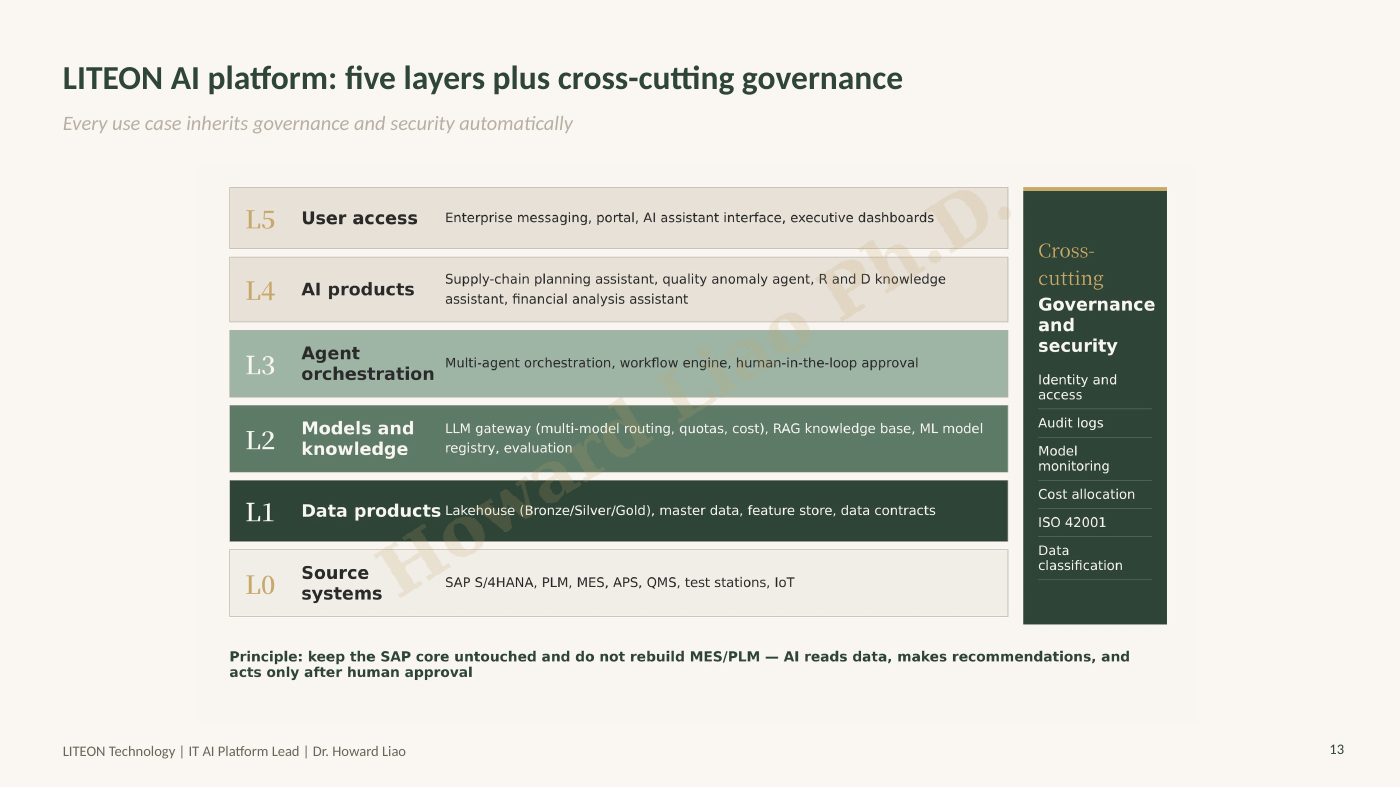 LITEON AI platform: five layers plus cross-cutting governance
Every use case inherits governance and security automatically
L5
User access
Enterprise messaging, portal, AI assistant interface, executive dashboards
L4
AI products
Supply-chain planning assistant, quality anomaly agent, R and D knowledge
assistant, financial analysis assistant
L3
Agent
orchestration
Multi-agent orchestration, workflow engine, human-in-the-loop approval
L2
Models and
knowledge
LLM gateway (multi-model routing, quotas, cost), RAG knowledge base, ML model
registry, evaluation
L1
Data products
Lakehouse (Bronze/Silver/Gold), master data, feature store, data contracts
L0
Source
systems
SAP S/4HANA, PLM, MES, APS, QMS, test stations, IoT
Cross-
cutting
Governance
and
security
Identity and
access
Audit logs
Model
monitoring
Cost allocation
ISO 42001
Data
classification
Howard Liao Ph.D.
Principle: keep the SAP core untouched and do not rebuild MES/PLM — AI reads data, makes recommendations, and
acts only after human approval
LITEON Technology | IT AI Platform Lead | Dr. Howard Liao
13